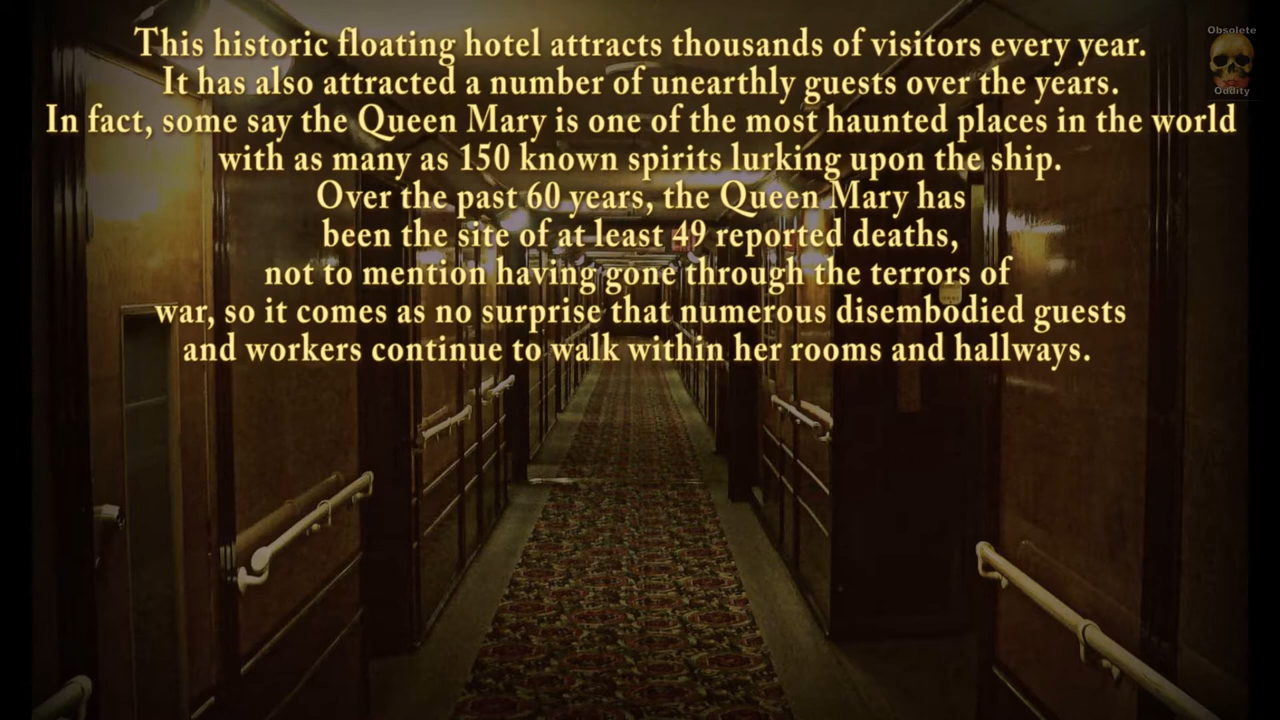 This historic floating hotel attracts thousands of visitors every year.
It has also attracted a number of unearthly guests over the years.
In fact, some say the Queen Mary is one of the most haunted places in the world
with as many as 150 known spirits lurking upon the ship.
Over the past 60 years, the Queen Mary has
been the site of at least 49 reported deaths,
not to mention having gone through the terrors of
war, so it comes as no surprise that numerous disembodied guests
and workers continue to walk within her rooms and hallways.
Obsolete
Oddity